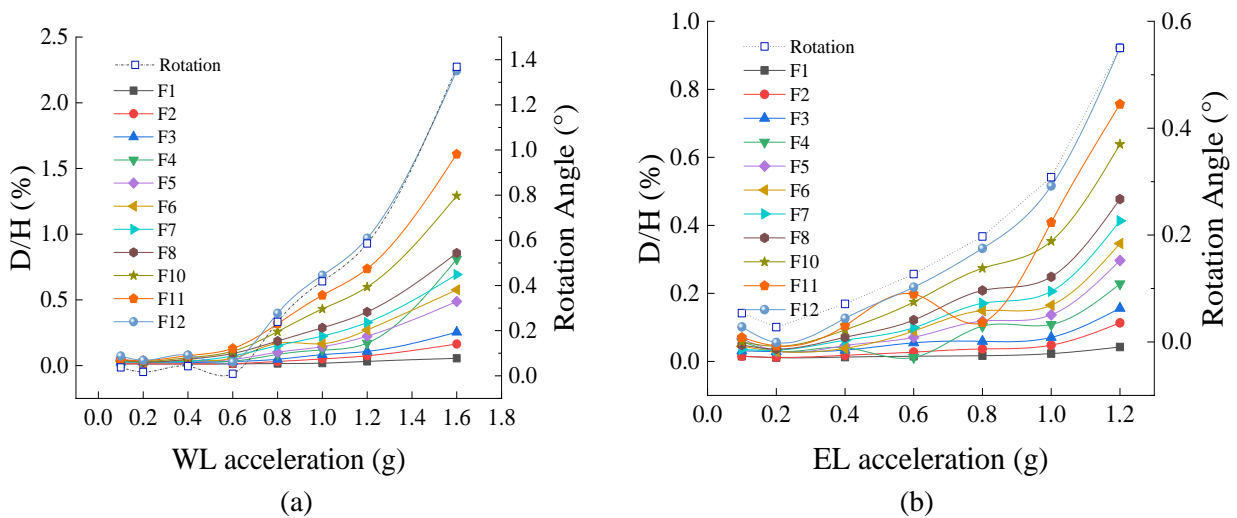 D/H (%)
2.5
2.0
1.5
1.0
0.5
0.0
Rotation
F1
F2
F3
F4
F5
F6
F7
F8
F10
F11
F12
1.4
1.2
1.0
0.8
0.6
0.4
0.2
0.0
Rotation Angle (°)
0.0 0.2 0.4 0.6 0.8 1.0 1.2 1.4 1.6 1.8
WL acceleration (g)
(a)
D/H (%)
1.0
0.8
0.6
0.4
0.2
0.0
Rotation
F1
F2
F3
F4
F5
F6
F7
F8
F10
F11
F12
0.6
0.4
0.2
0.0
Rotation Angle (°)
0.0 0.2 0.4 0.6 0.8 1.0 1.2
EL acceleration (g)
(b)